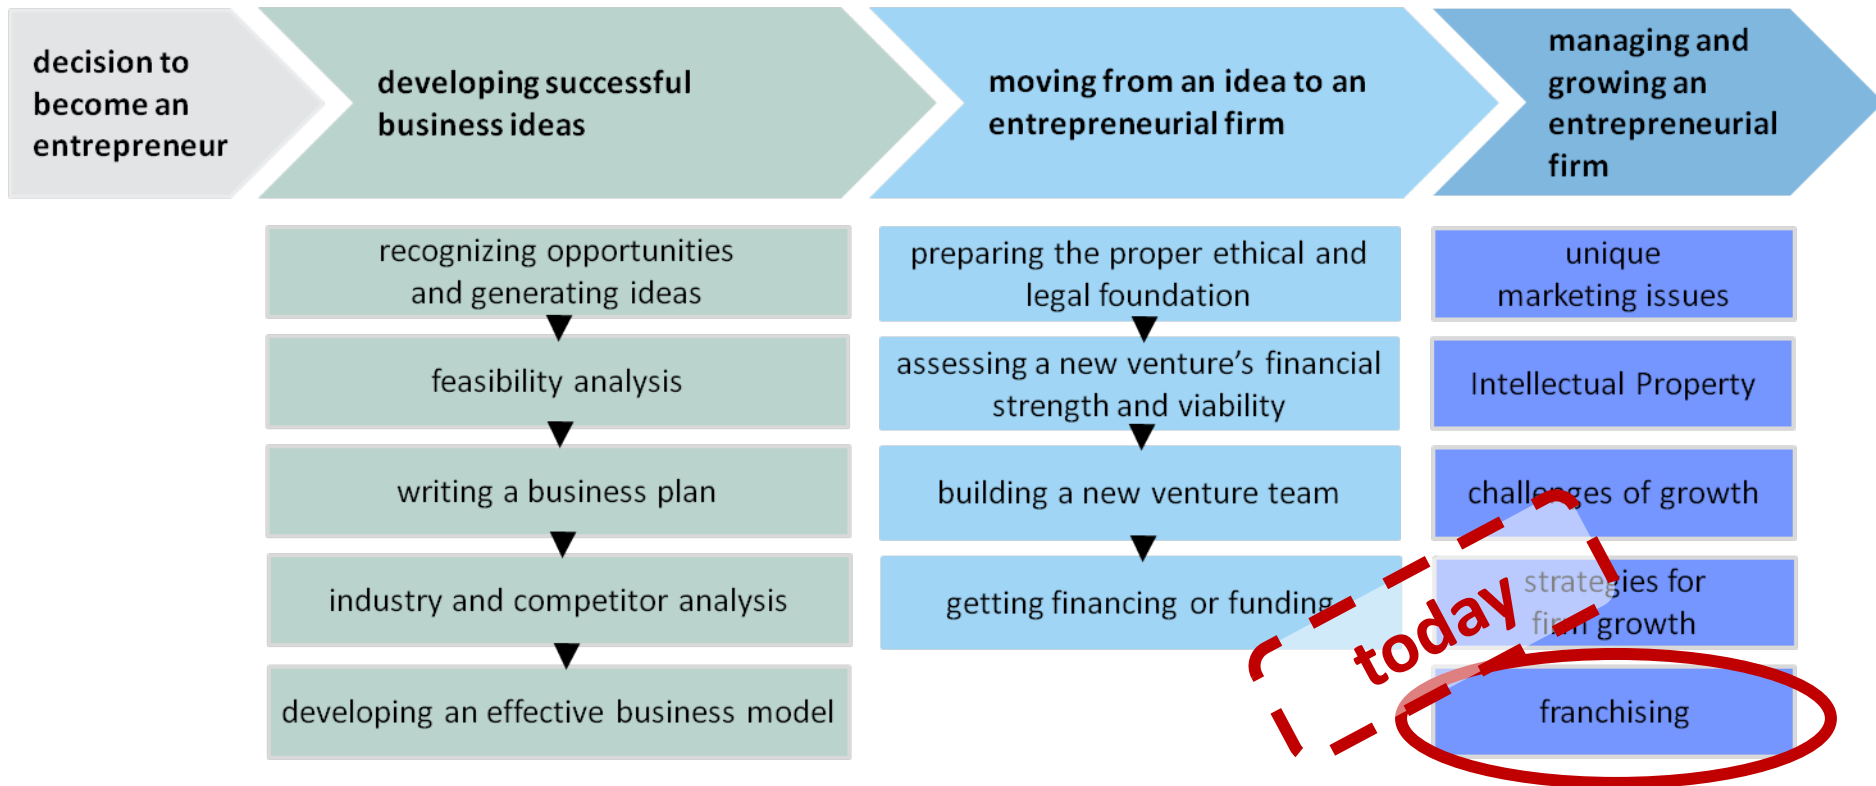 decision to
become an
entrepreneur
developing successful
business ideas
moving from an idea to an
entrepreneurial firm
managing and
growing an
entrepreneurial
firm
recognizing opportunities
and generating ideas
feasibility analysis
writing a business plan
industry and competitor analysis
developing an effective business model
preparing the proper ethical and
legal foundation
assessing a new venture’s financial
strength and viability
building a new venture team
getting financing or funding
unique
marketing issues
Intellectual Property
challenges of growth
strategies for
firm growth
franchising
today